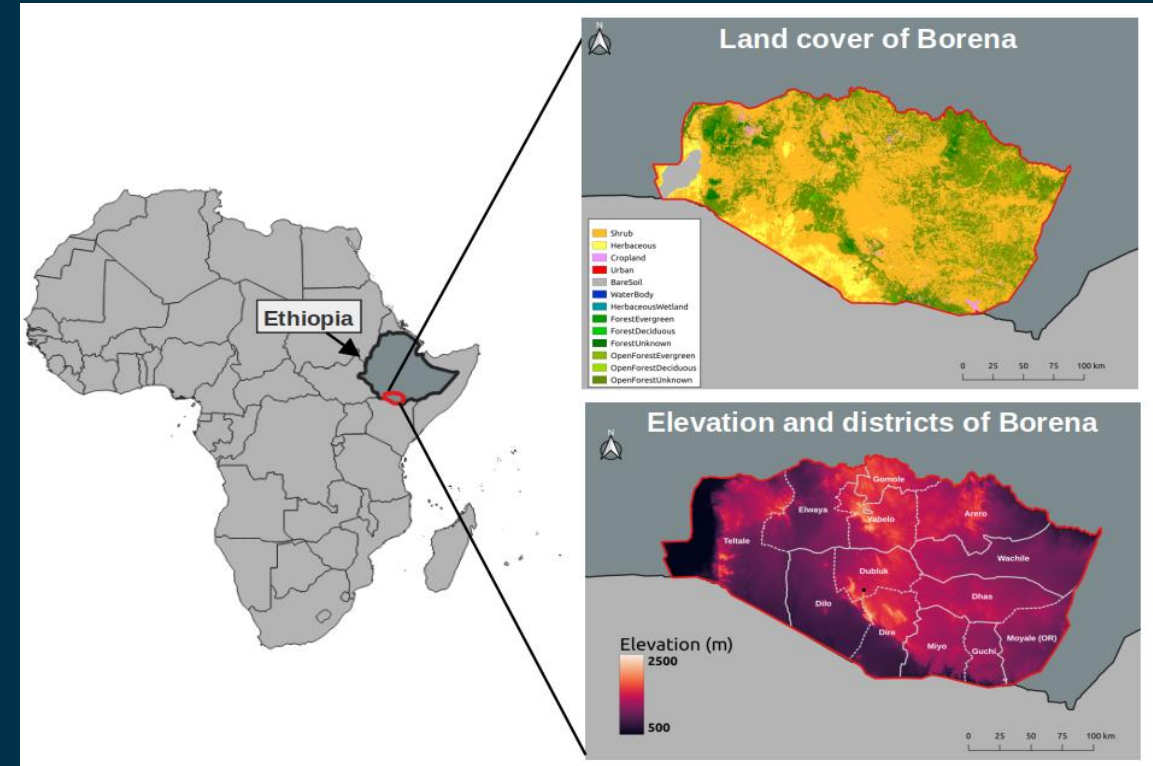 Ethiopia
N
Land cover of Borena
Shrub
Herbaceous
Cropland
Urban
BareSoil
WaterBody
HerbaceousWetland
ForestEvergreen
ForestDeciduous
ForestUnknown
OpenForestEvergreen
OpenForestDeciduous
OpenForestUnknown
0 25 50 75 100 km
N
Elevation and districts of Borena
Gomole
Elwaya
Yabelo
Arero
Teltale
Wachile
Dubluk
Dhas
Dilo
Dire
Moyale (OR)
Miyo
Guchi
Elevation (m)
2500
500
0 25 50 75 100 km